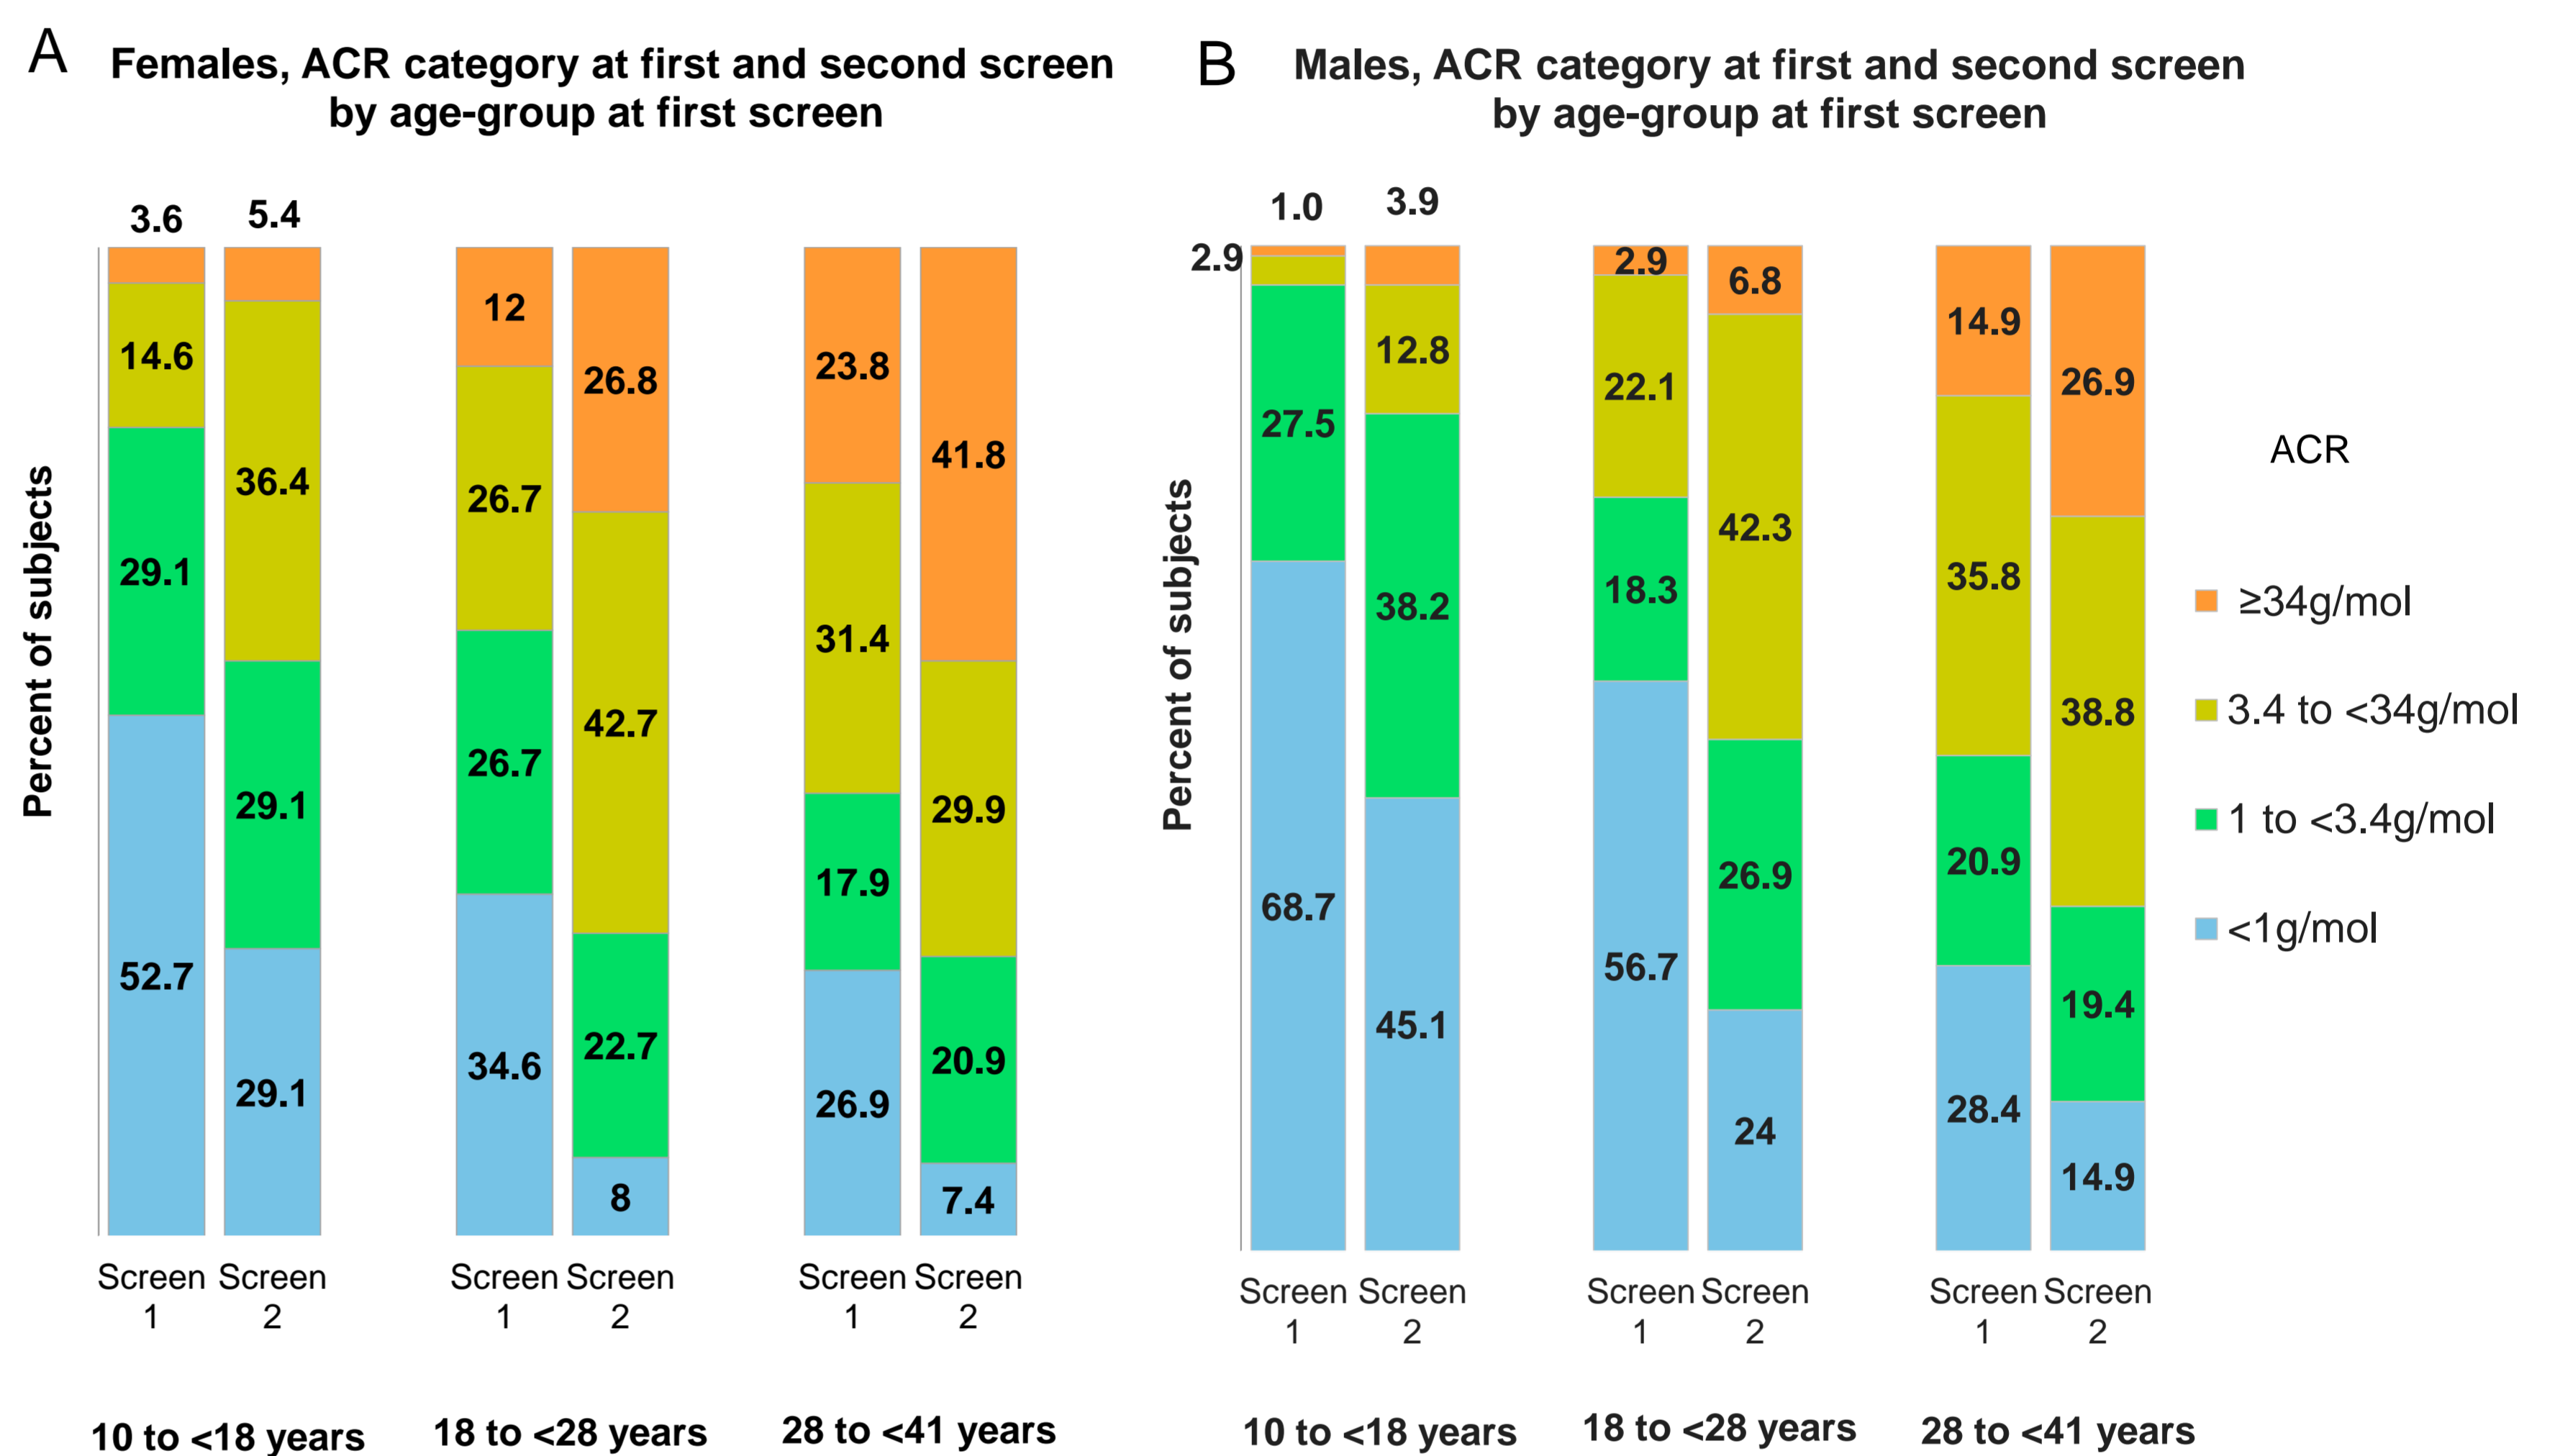 A
Females, ACR category at first and second screen
by age-group at first screen
Percent of subjects
3.6
5.4
14.6
29.1
52.7
36.4
29.1
29.1
12
26.7
26.7
34.6
26.8
42.7
22.7
8
23.8
31.4
17.9
26.9
41.8
29.9
20.9
7.4
Screen Screen
1 2
Screen Screen
1 2
Screen Screen
1 2
10 to <18 years
18 to <28 years
28 to <41 years
B
Males, ACR category at first and second screen
by age-group at first screen
Percent of subjects
1.0
3.9
2.9
27.5
68.7
12.8
38.2
45.1
2.9
22.1
18.3
56.7
6.8
42.3
26.9
24
14.9
35.8
20.9
28.4
26.9
38.8
19.4
14.9
Screen Screen
1 2
Screen Screen
1 2
Screen Screen
1 2
10 to <18 years
18 to <28 years
28 to <41 years
ACR
≥34g/mol
3.4 to <34g/mol
1 to <3.4g/mol
<1g/mol